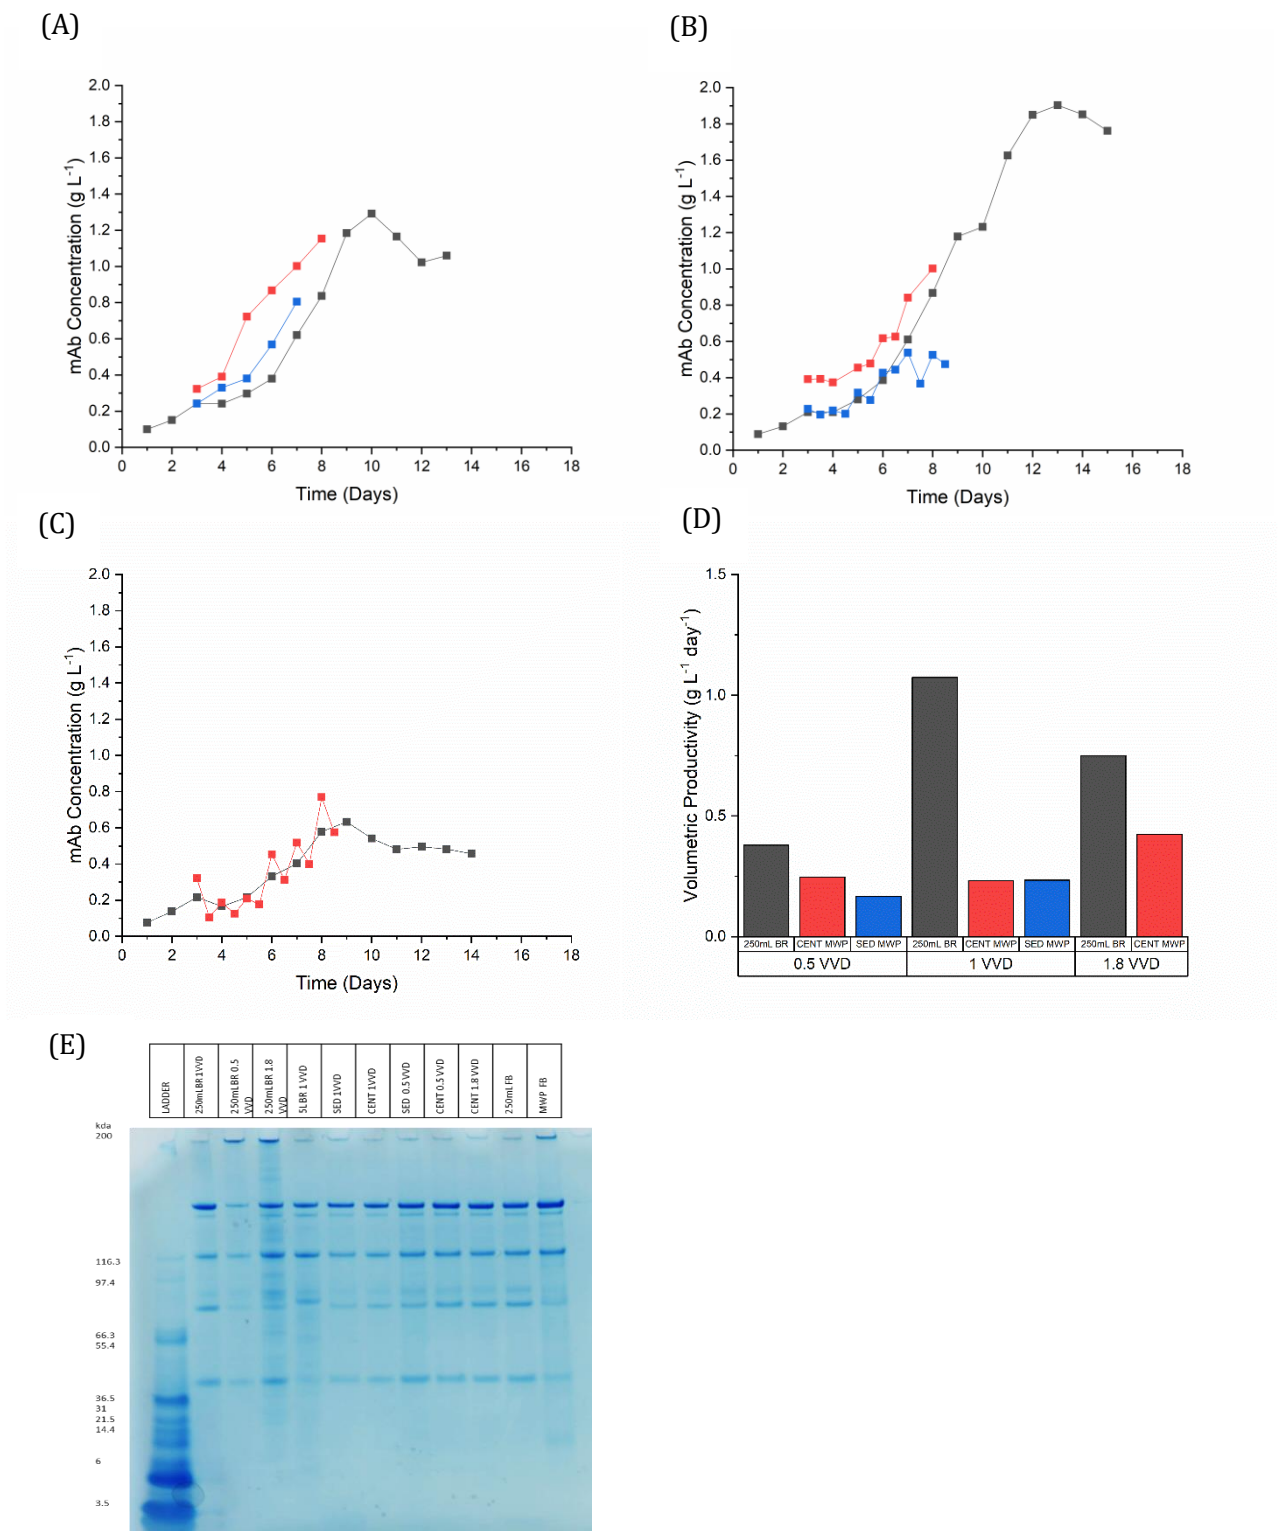 (A)
mAb Concentration (g L-1)
2.0
1.8
1.6
1.4
1.2
1.0
0.8
0.6
0.4
0.2
0.0
0 2 4 6 8 10 12 14 16 18
Time (Days)
(B)
mAb Concentration (g L-1)
2.0
1.8
1.6
1.4
1.2
1.0
0.8
0.6
0.4
0.2
0.0
0 2 4 6 8 10 12 14 16 18
Time (Days)
(C)
mAb Concentration (g L-1)
2.0
1.8
1.6
1.4
1.2
1.0
0.8
0.6
0.4
0.2
0.0
0 2 4 6 8 10 12 14 16 18
Time (Days)
(D)
Volumetric Productivity (g L-1 day-1)
1.5
1.0
0.5
0.0
250mL BR CENT MWP SED MWP 250mL BR CENT MWP SED MWP 250mL BR CENT MWP
0.5 VVD 1 VVD 1.8 VVD
(E)
LADDER
250mLBR 1VVD
250mLBR 0.5
VVD
250mLBR 1.8
VVD
5LBR 1 VVD
SED 1VVD
CENT 1VVD
SED 0.5 VVD
CENT 0.5 VVD
CENT 1.8 VVD
250mL FB
MWP FB
kda
200
116.3
97.4
66.3
55.4
36.5
31
21.5
14.4
6
3.5